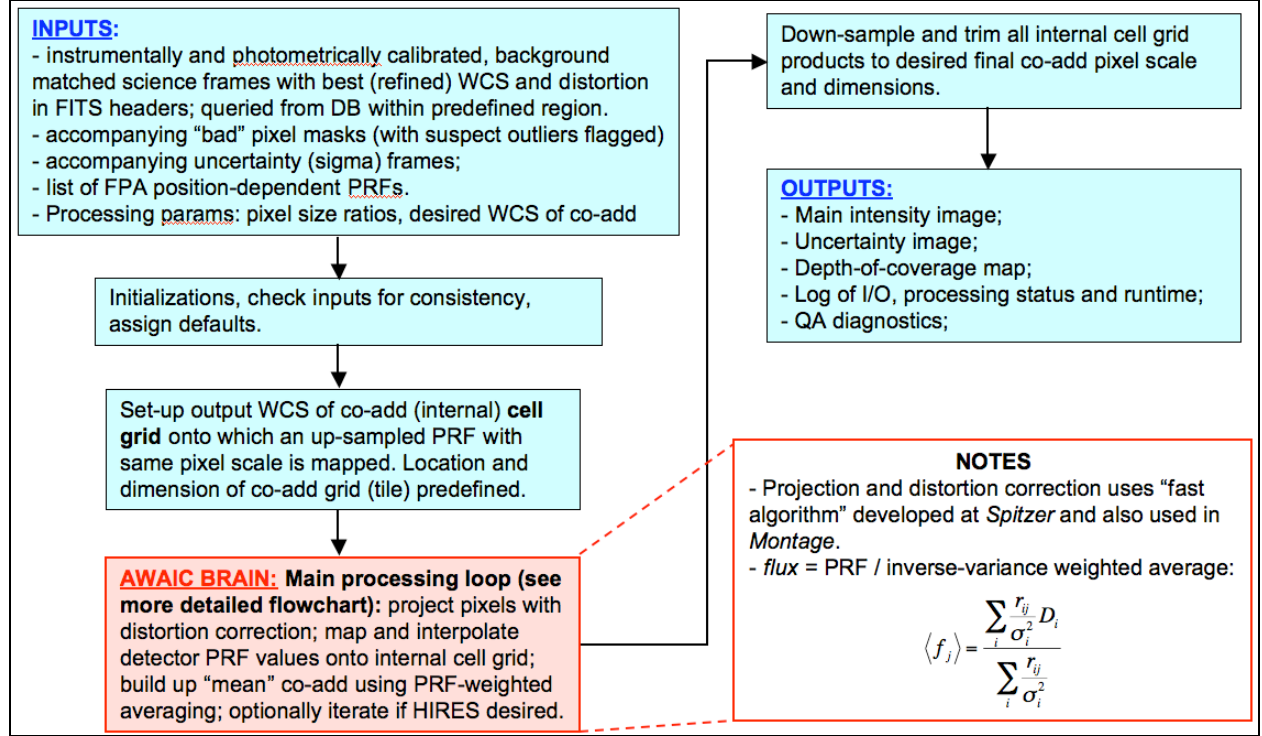 INPUTS:
- instrumentally and photometrically calibrated, background
matched science frames with best (refined) WCS and distortion
in FITS headers; queried from DB within predefined region.
- accompanying “bad” pixel masks (with suspect outliers flagged)
- accompanying uncertainty (sigma) frames;
- list of FPA position-dependent PRFs.
- Processing params: pixel size ratios, desired WCS of co-add
Initializations, check inputs for consistency,
assign defaults.
Set-up output WCS of co-add (internal) cell
grid onto which an up-sampled PRF with
same pixel scale is mapped. Location and
dimension of co-add grid (tile) predefined.
AWAIC BRAIN: Main processing loop (see
more detailed flowchart): project pixels with
distortion correction; map and interpolate
detector PRF values onto internal cell grid;
build up “mean” co-add using PRF-weighted
averaging; optionally iterate if HIRES desired.
Down-sample and trim all internal cell grid
products to desired final co-add pixel scale
and dimensions.
OUTPUTS:
- Main intensity image;
- Uncertainty image;
- Depth-of-coverage map;
- Log of I/O, processing status and runtime;
- QA diagnostics;
NOTES
- Projection and distortion correction uses “fast
algorithm” developed at Spitzer and also used in
Montage.
- flux = PRF / inverse-variance weighted average:
⟨f_j⟩ = (∑_i (r_ij / σ_i^2) D_i) / (∑_i r_ij / σ_i^2)